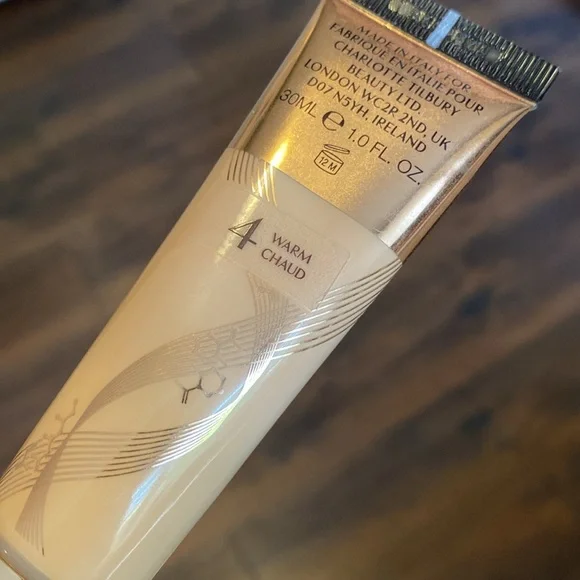 MADE IN ITALY FOR
FABRIQUÉ EN ITALIE POUR
CHARLOTTE TILBURY
BEAUTY LTD.
LONDON WC2R 2ND, UK
D07 N5YH, IRELAND
30ML ℮ 1.0 FL. OZ.
12 M
4 WARM
CHAUD